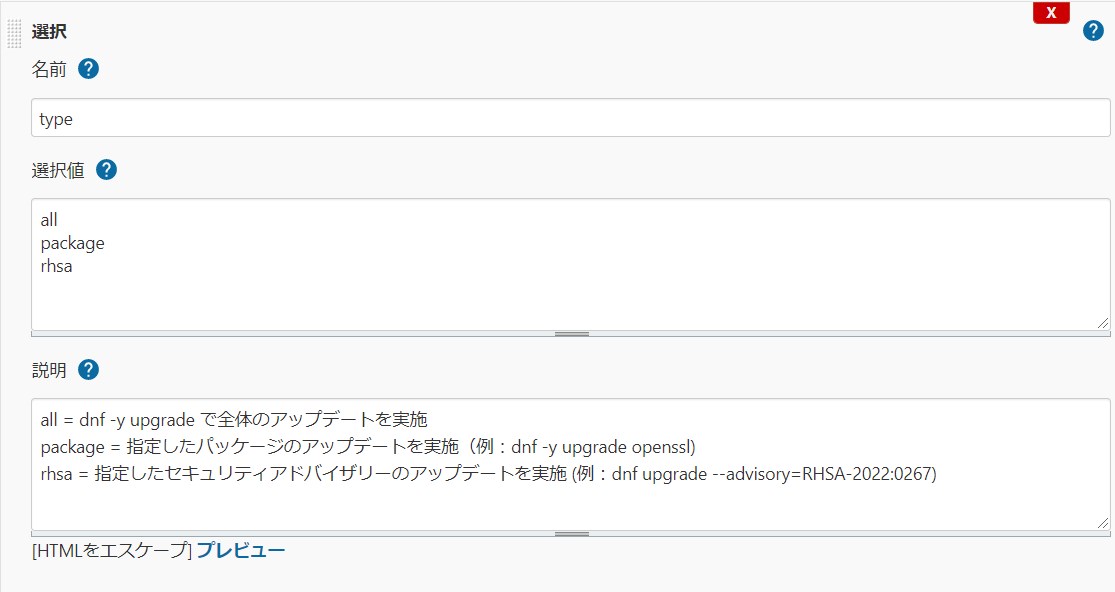 X
選択 ?
名前 ?
type
選択値 ?
all
package
rhsa
説明 ?
all = dnf -y upgrade で全体のアップデートを実施
package = 指定したパッケージのアップデートを実施（例：dnf -y upgrade openssl)
rhsa = 指定したセキュリティアドバイザリーのアップデートを実施 (例：dnf upgrade --advisory=RHSA-2022:0267)
[HTMLをエスケープ] プレビュー